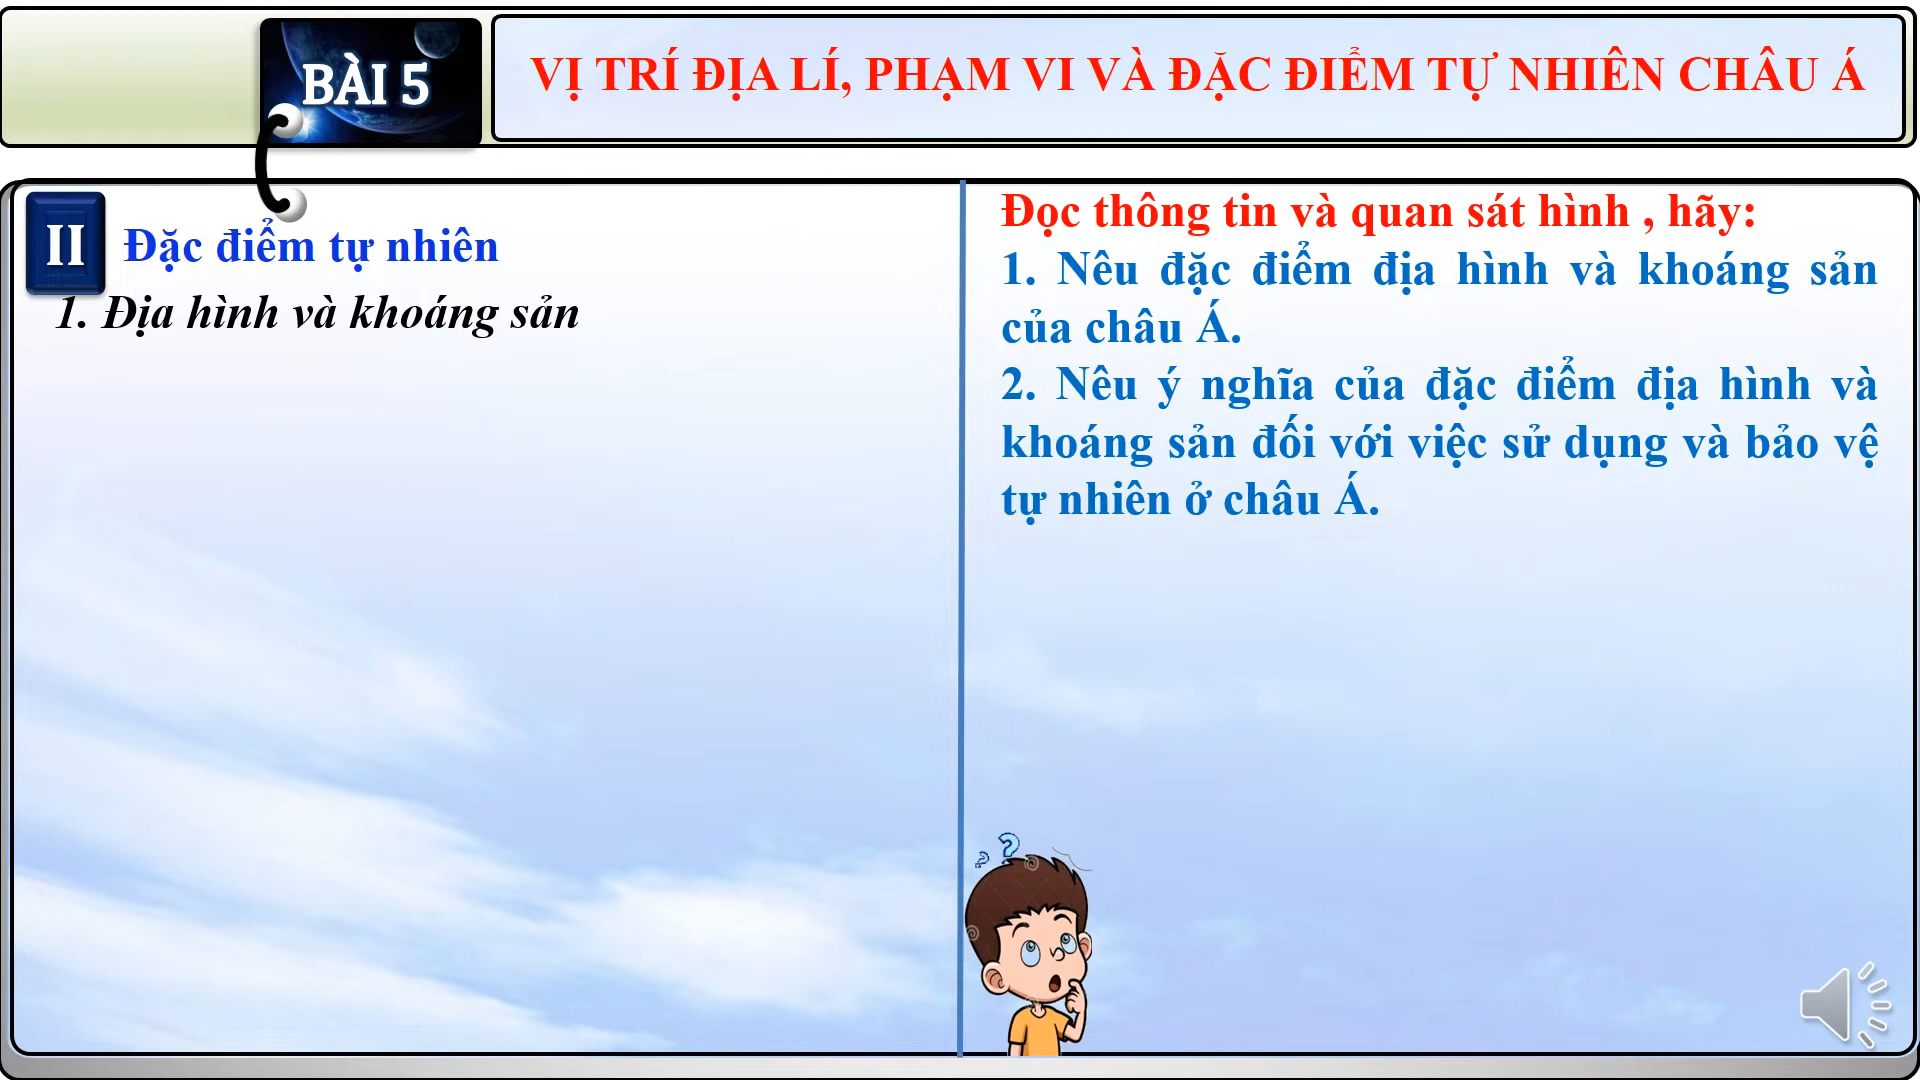 BÀI 5
VỊ TRÍ ĐỊA LÍ, PHẠM VI VÀ ĐẶC ĐIỂM TỰ NHIÊN CHÂU Á
II
Đặc điểm tự nhiên
1. Địa hình và khoáng sản
Đọc thông tin và quan sát hình , hãy:
1. Nêu đặc điểm địa hình và khoáng sản
của châu Á.
2. Nêu ý nghĩa của đặc điểm địa hình và
khoáng sản đối với việc sử dụng và bảo vệ
tự nhiên ở châu Á.
? ?